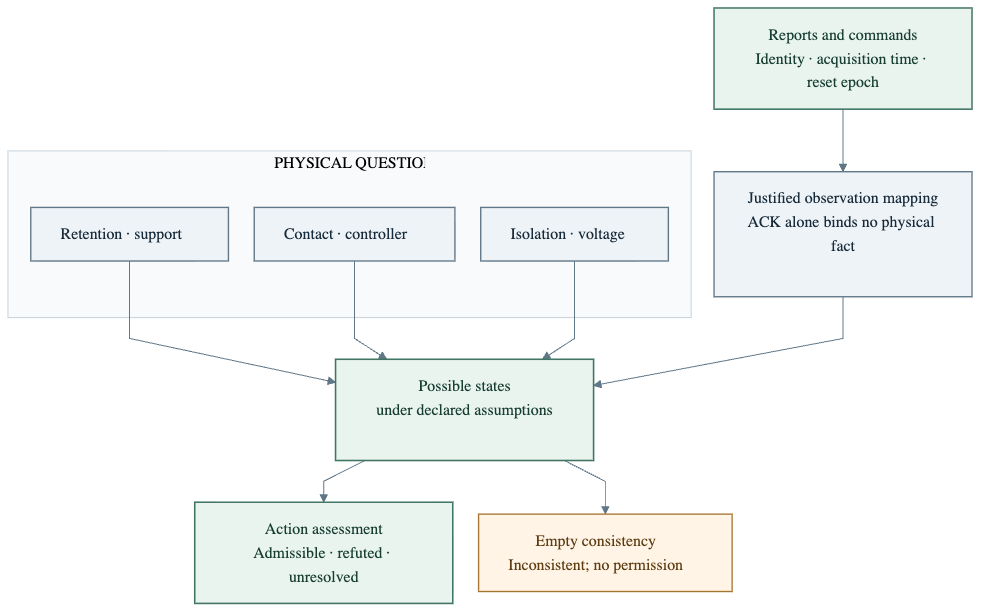 Reports and commands
Identity · acquisition time ·
reset epoch
PHYSICAL QUESTIO
Retention · support
Contact · controller
Isolation · voltage
Justified observation mapping
ACK alone binds no physical
fact
Possible states
under declared assumptions
Action assessment
Admissible · refuted ·
unresolved
Empty consistency
Inconsistent; no permission